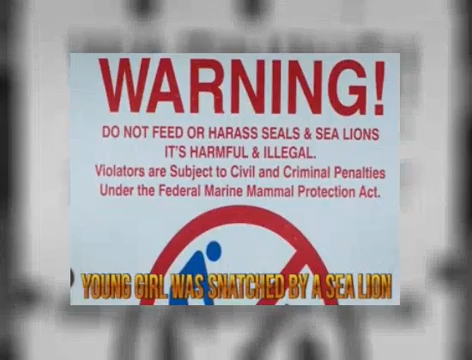 WARNING!
DO NOT FEED OR HARASS SEALS & SEA LIONS
IT'S HARMFUL & ILLEGAL.
Violators are Subject to Civil and Criminal Penalties
Under the Federal Marine Mammal Protection Act.
YOUNG GIRL WAS SNATCHED BY A SEA LION